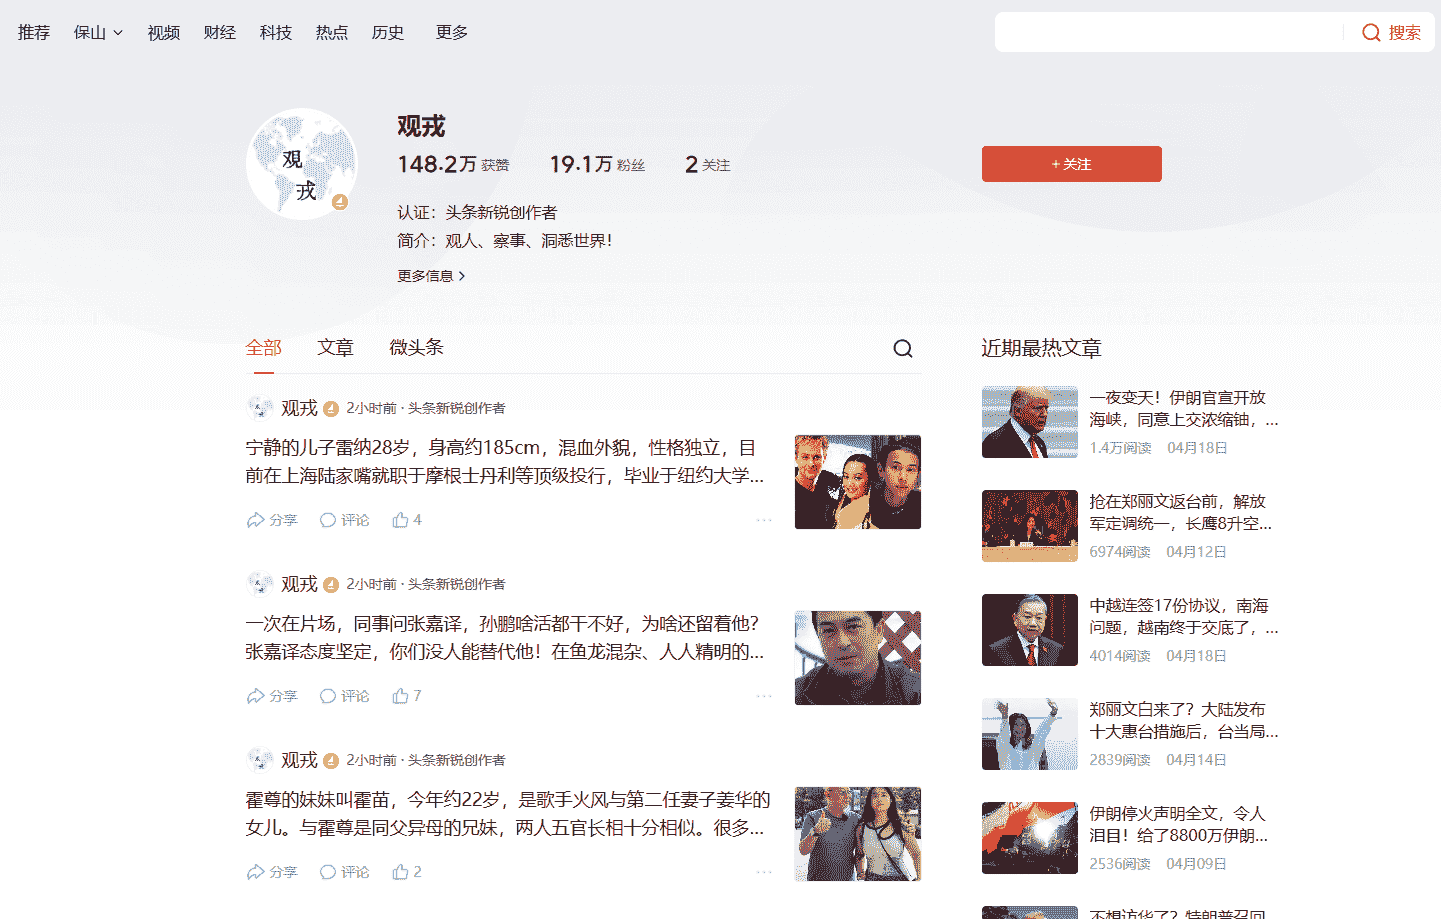 推荐 保山 视频 财经 科技 热点 历史 更多
搜索
观戎
观戎
148.2万 获赞 19.1万 粉丝 2 关注
+ 关注
认证：头条新锐创作者
简介：观人、察事、洞悉世界！
更多信息
全部 文章 微头条
观戎 2小时前 · 头条新锐创作者
宁静的儿子雷纳28岁，身高约185cm，混血外貌，性格独立，目
前在上海陆家嘴就职于摩根士丹利等顶级投行，毕业于纽约大学...
分享 评论 4
观戎 2小时前 · 头条新锐创作者
一次在片场，同事问张嘉译，孙鹏啥活都干不好，为啥还留着他？
张嘉译态度坚定，你们没人能替代他！在鱼龙混杂、人人精明的...
分享 评论 7
观戎 2小时前 · 头条新锐创作者
霍尊的妹妹叫霍苗，今年约22岁，是歌手火风与第二任妻子姜华的
女儿。与霍尊是同父异母的兄妹，两人五官长相十分相似。很多...
分享 评论 2
近期最热文章
一夜变天！伊朗官宣开放
海峡，同意上交浓缩铀，...
1.4万阅读 04月18日
抢在郑丽文返台前，解放
军定调统一，长鹰8升空...
6974阅读 04月12日
中越连签17份协议，南海
问题，越南终于交底了，...
4014阅读 04月18日
郑丽文白来了？大陆发布
十大惠台措施后，台当局...
2839阅读 04月14日
伊朗停火声明全文，令人
泪目！给了8800万伊朗...
2536阅读 04月09日
不想访华了？特朗普召回